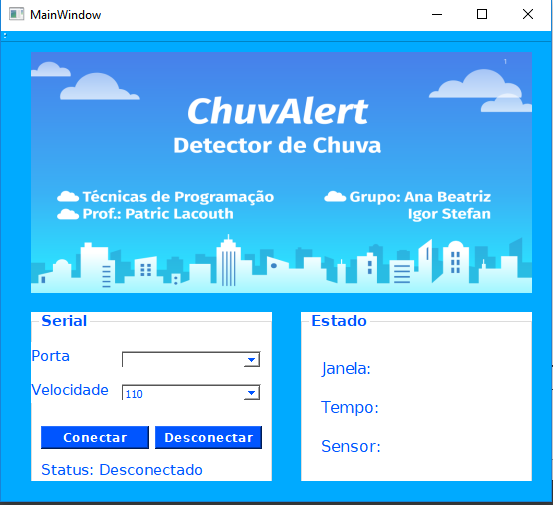 MainWindow
1
ChuvAlert
Detector de Chuva
Técnicas de Programação
Prof.: Patric Lacouth
Grupo: Ana Beatriz
Igor Stefan
Serial
Porta
Velocidade
110
Conectar
Desconectar
Status: Desconectado
Estado
Janela:
Tempo:
Sensor: